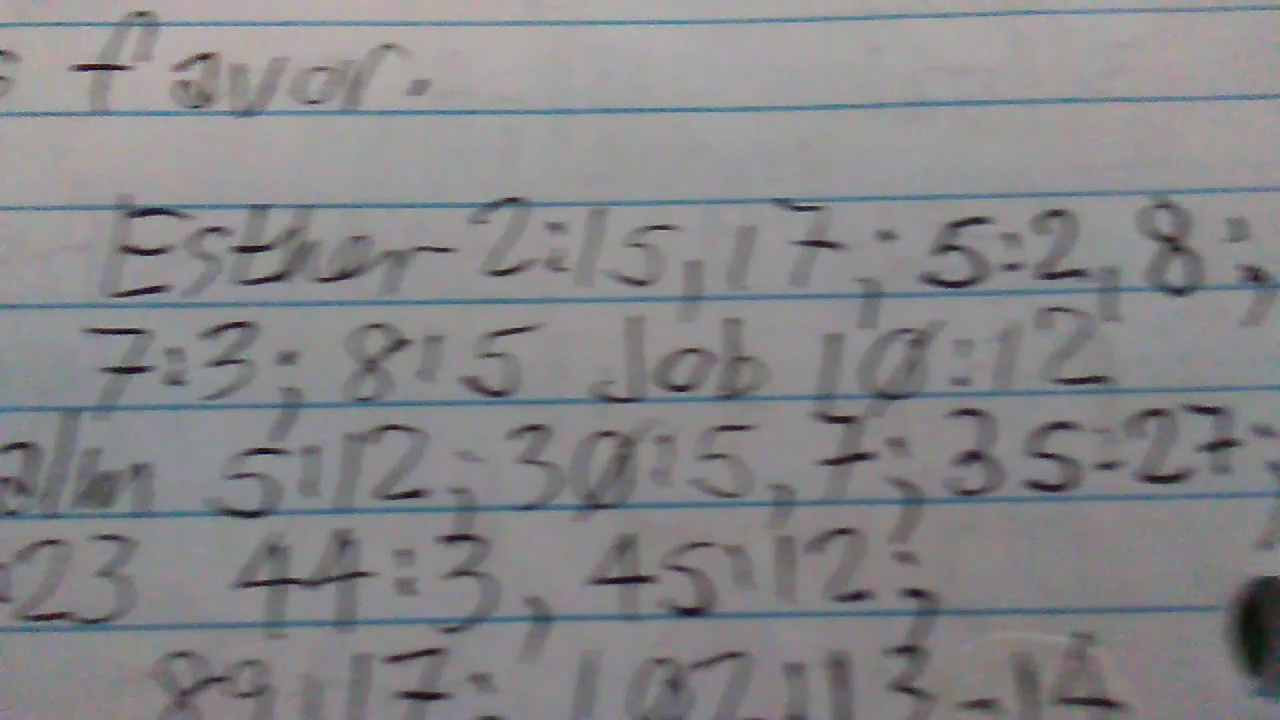 favor.
Esther 2:15, 17; 5:2, 8;
7:3; 8:5 Job 10:12
alm 5:12; 30:5, 7; 35:27;
:23 44:3, 45:12;
89:17; 102:13-14